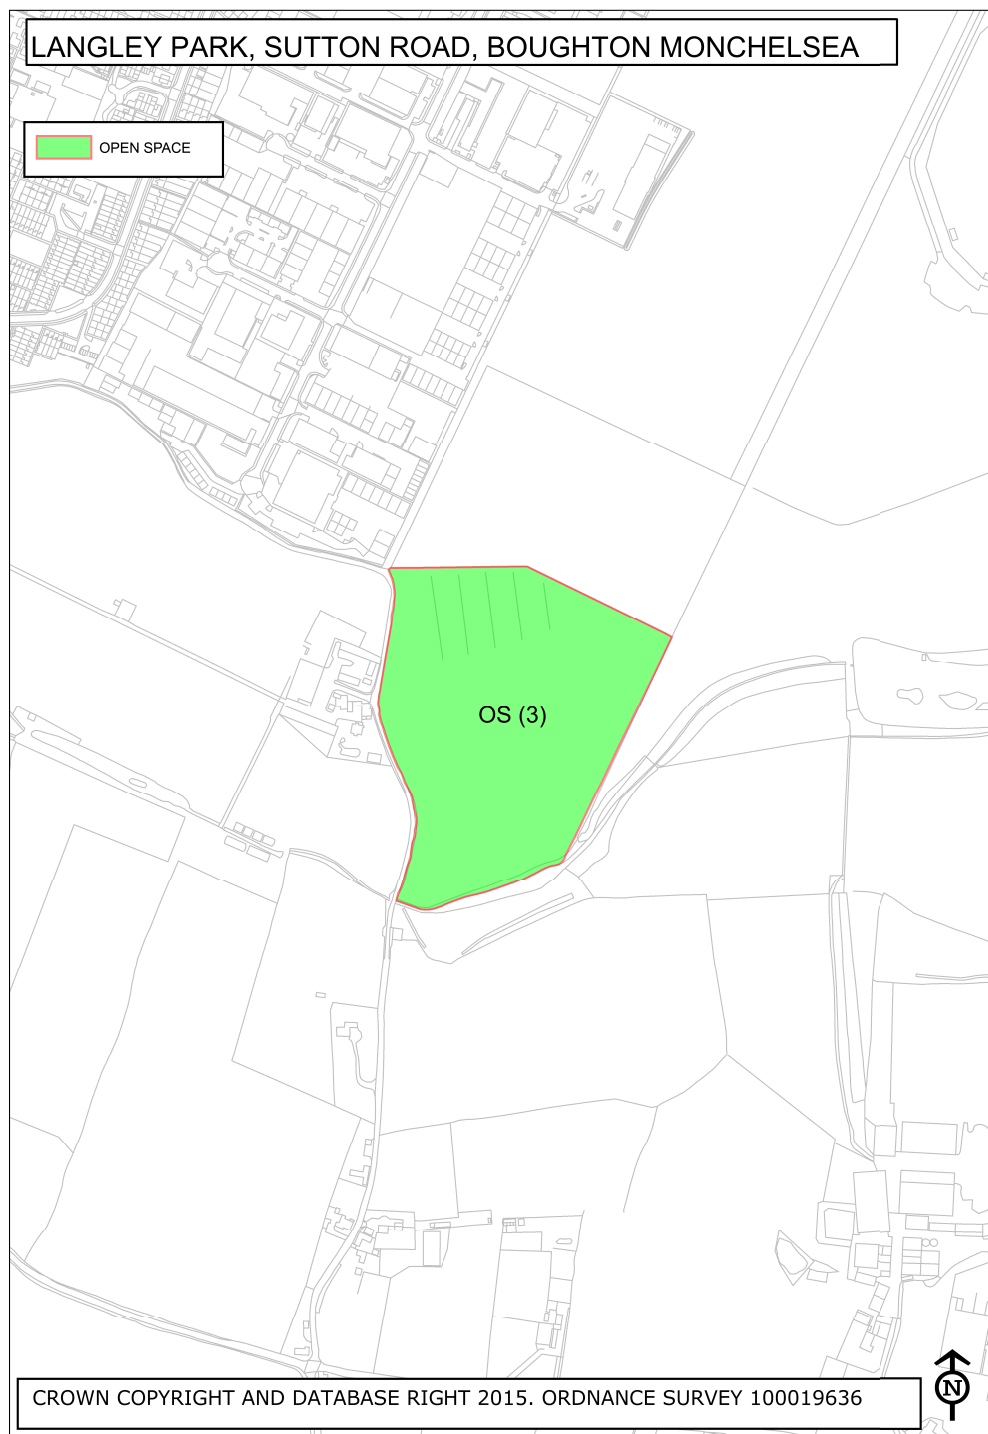 LANGLEY PARK, SUTTON ROAD, BOUGHTON MONCHELSEA
OPEN SPACE
OS (3)
CROWN COPYRIGHT AND DATABASE RIGHT 2015. ORDNANCE SURVEY 100019636
N